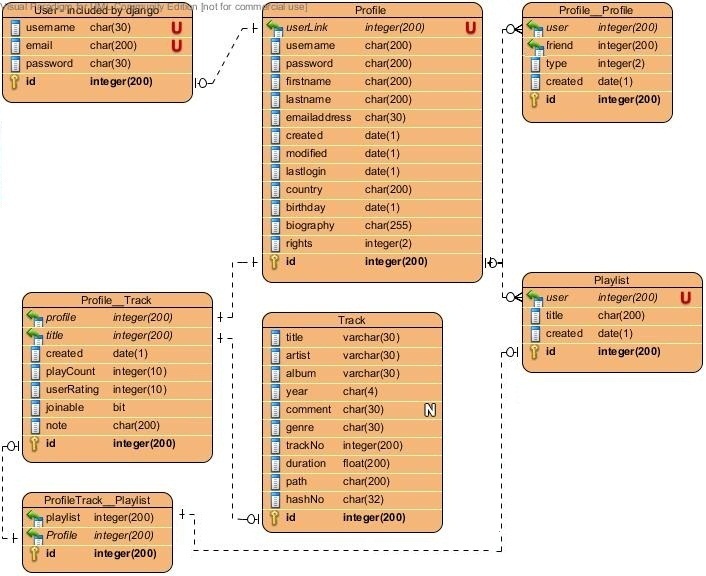 Visual Paradigm for UML Community Edition [not for commercial use]
User - included by django
username char(30) U
email char(200) U
password char(30)
id integer(200)
Profile
userLink integer(200) U
username char(200)
password char(200)
firstname char(200)
lastname char(200)
emailaddress char(30)
created date(1)
modified date(1)
lastlogin date(1)
country char(200)
birthday date(1)
biography char(255)
rights integer(2)
id integer(200)
Profile__Profile
user integer(200)
friend integer(200)
type integer(2)
created date(1)
id integer(200)
Playlist
user integer(200) U
title char(200)
created date(1)
id integer(200)
Profile__Track
profile integer(200)
title integer(200)
created date(1)
playCount integer(10)
userRating integer(10)
joinable bit
note char(200)
id integer(200)
Track
title varchar(30)
artist varchar(30)
album varchar(30)
year char(4)
comment char(30) N
genre char(30)
trackNo integer(200)
duration float(200)
path char(200)
hashNo char(32)
id integer(200)
ProfileTrack__Playlist
playlist integer(200)
Profile integer(200)
id integer(200)